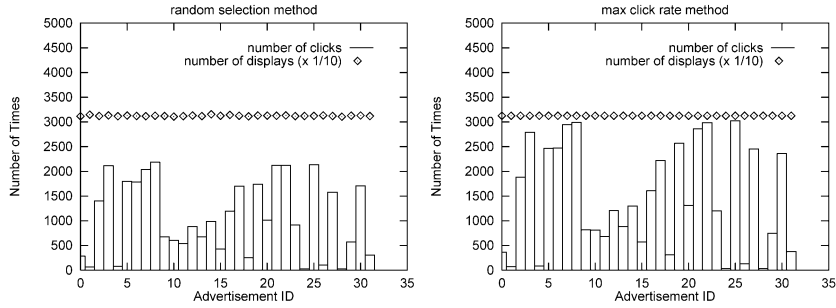 random selection method
5000
4500
4000
3500
3000
2500
2000
1500
1000
500
0
Number of Times
number of clicks
number of displays (x 1/10)
0 5 10 15 20 25 30 35
Advertisement ID
max click rate method
5000
4500
4000
3500
3000
2500
2000
1500
1000
500
0
Number of Times
number of clicks
number of displays (x 1/10)
0 5 10 15 20 25 30 35
Advertisement ID